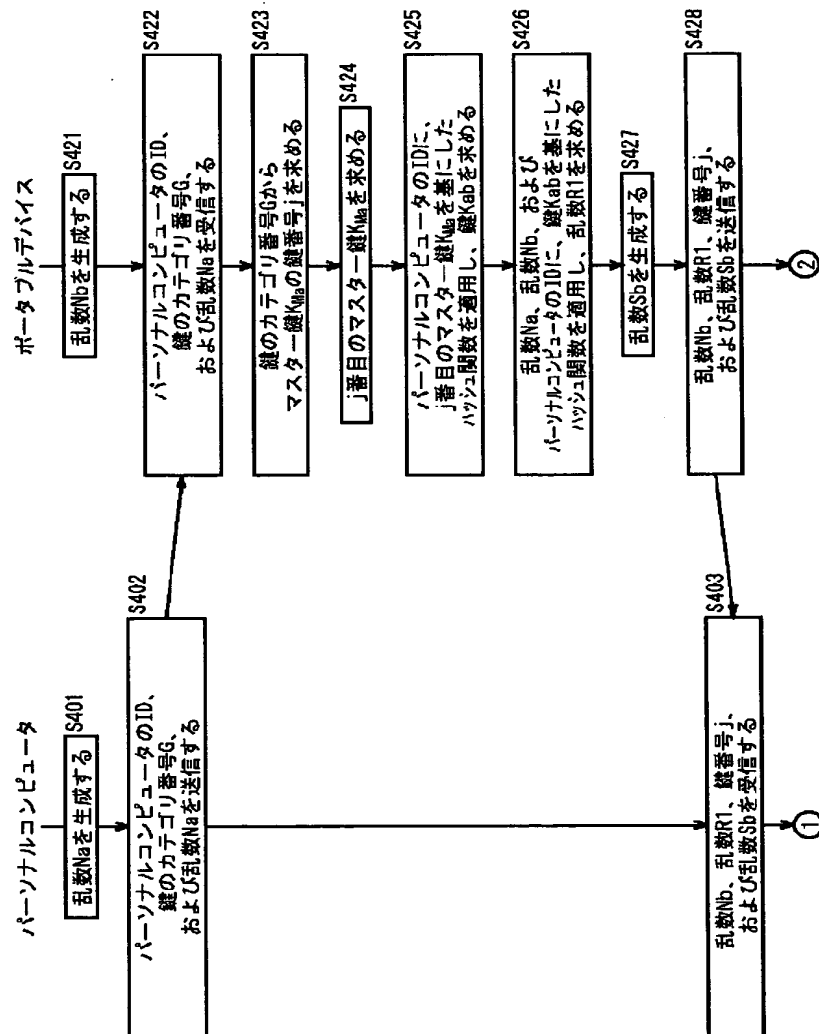 パーソナルコンピュータ
S401
乱数Naを生成する
S402
パーソナルコンピュータのID、
鍵のカテゴリ番号G、
および乱数Naを送信する
S403
乱数Nb、乱数R1、鍵番号j、
および乱数Sbを受信する
①
ポータブルデバイス
S421
乱数Nbを生成する
S422
パーソナルコンピュータのID、
鍵のカテゴリ番号G、
および乱数Naを受信する
S423
鍵のカテゴリ番号Gから
マスター鍵KMaの鍵番号jを求める
S424
j番目のマスター鍵KMaを求める
S425
パーソナルコンピュータのIDに、
j番目のマスター鍵KMaを基にした
ハッシュ関数を適用し、鍵Kabを求める
S426
乱数Na、乱数Nb、および
パーソナルコンピュータのIDに、鍵Kabを基にした
ハッシュ関数を適用し、乱数R1を求める
S427
乱数Sbを生成する
S428
乱数Nb、乱数R1、鍵番号j、
および乱数Sbを送信する
②